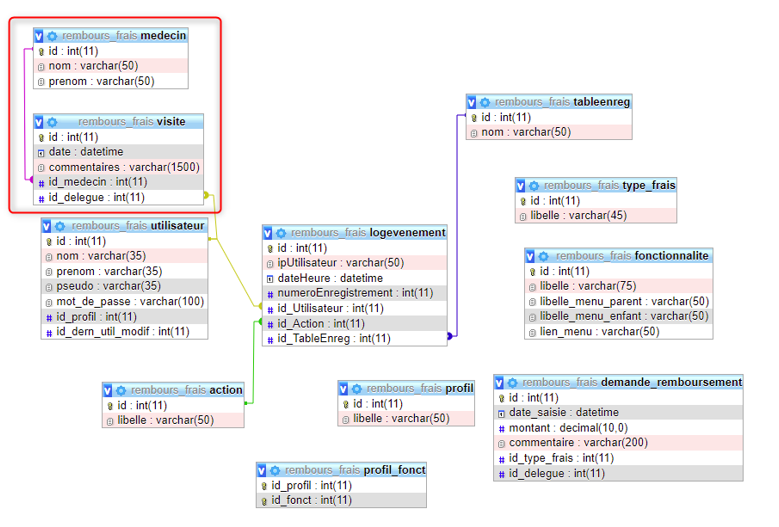 rembours_frais medecin
id : int(11)
nom : varchar(50)
prenom : varchar(50)
rembours_frais visite
id : int(11)
date : datetime
commentaires : varchar(1500)
id_medecin : int(11)
id_delegue : int(11)
rembours_frais utilisateur
id : int(11)
nom : varchar(35)
prenom : varchar(35)
pseudo : varchar(35)
mot_de_passe : varchar(100)
id_profil : int(11)
id_dern_util_modif : int(11)
rembours_frais logevenement
id : int(11)
ipUtilisateur : varchar(50)
dateHeure : datetime
numeroEnregistrement : int(11)
id_Utilisateur : int(11)
id_Action : int(11)
id_TableEnreg : int(11)
rembours_frais tableenreg
id : int(11)
nom : varchar(50)
rembours_frais type_frais
id : int(11)
libelle : varchar(45)
rembours_frais fonctionnalite
id : int(11)
libelle : varchar(75)
libelle_menu_parent : varchar(50)
libelle_menu_enfant : varchar(50)
lien_menu : varchar(50)
rembours_frais action
id : int(11)
libelle : varchar(50)
rembours_frais profil
id : int(11)
libelle : varchar(50)
rembours_frais demande_remboursement
id : int(11)
date_saisie : datetime
montant : decimal(10,0)
commentaire : varchar(200)
id_type_frais : int(11)
id_delegue : int(11)
rembours_frais profil_fonct
id_profil : int(11)
id_fonct : int(11)